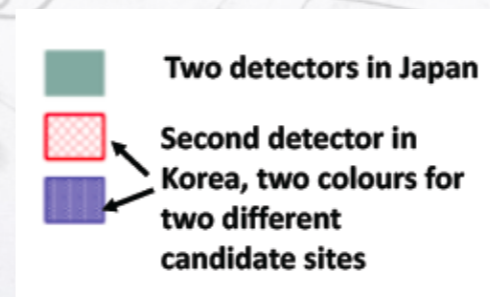 Two detectors in Japan
Second detector in
Korea, two colours for
two different
candidate sites